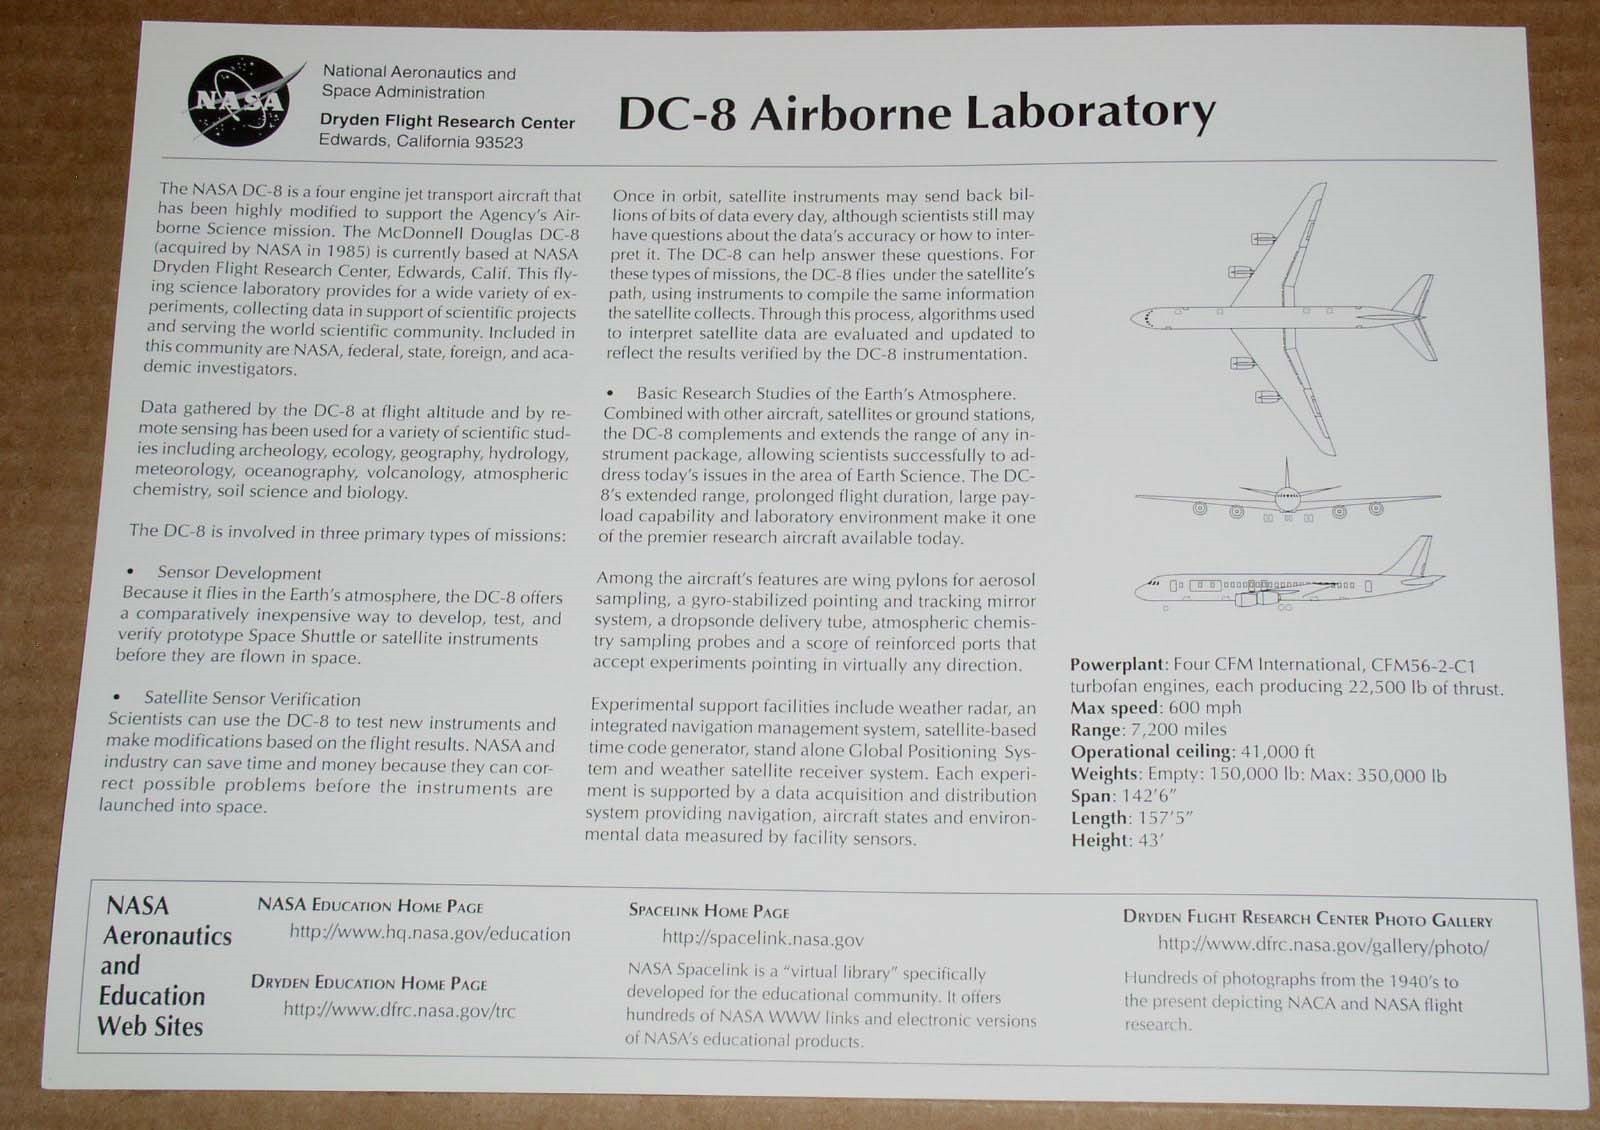 NASA
National Aeronautics and
Space Administration
Dryden Flight Research Center
Edwards, California 93523
DC-8 Airborne Laboratory
The NASA DC-8 is a four engine jet transport aircraft that
has been highly modified to support the Agency's Air-
borne Science mission. The McDonnell Douglas DC-8
(acquired by NASA in 1985) is currently based at NASA
Dryden Flight Research Center, Edwards, Calif. This fly-
ing science laboratory provides for a wide variety of ex-
periments, collecting data in support of scientific projects
and serving the world scientific community. Included in
this community are NASA, federal, state, foreign, and aca-
demic investigators.
Data gathered by the DC-8 at flight altitude and by re-
mote sensing has been used for a variety of scientific stud-
ies including archeology, ecology, geography, hydrology,
meteorology, oceanography, volcanology, atmospheric
chemistry, soil science and biology.
The DC-8 is involved in three primary types of missions:
• Sensor Development
Because it flies in the Earth's atmosphere, the DC-8 offers
a comparatively inexpensive way to develop, test, and
verify prototype Space Shuttle or satellite instruments
before they are flown in space.
• Satellite Sensor Verification
Scientists can use the DC-8 to test new instruments and
make modifications based on the flight results. NASA and
industry can save time and money because they can cor-
rect possible problems before the instruments are
launched into space.
Once in orbit, satellite instruments may send back bil-
lions of bits of data every day, although scientists still may
have questions about the data's accuracy or how to inter-
pret it. The DC-8 can help answer these questions. For
these types of missions, the DC-8 flies under the satellite's
path, using instruments to compile the same information
the satellite collects. Through this process, algorithms used
to interpret satellite data are evaluated and updated to
reflect the results verified by the DC-8 instrumentation.
• Basic Research Studies of the Earth's Atmosphere.
Combined with other aircraft, satellites or ground stations,
the DC-8 complements and extends the range of any in-
strument package, allowing scientists successfully to ad-
dress today's issues in the area of Earth Science. The DC-
8's extended range, prolonged flight duration, large pay-
load capability and laboratory environment make it one
of the premier research aircraft available today.
Among the aircraft's features are wing pylons for aerosol
sampling, a gyro-stabilized pointing and tracking mirror
system, a dropsonde delivery tube, atmospheric chemis-
try sampling probes and a score of reinforced ports that
accept experiments pointing in virtually any direction.
Experimental support facilities include weather radar, an
integrated navigation management system, satellite-based
time code generator, stand alone Global Positioning Sys-
tem and weather satellite receiver system. Each experi-
ment is supported by a data acquisition and distribution
system providing navigation, aircraft states and environ-
mental data measured by facility sensors.
Powerplant: Four CFM International, CFM56-2-C1
turbofan engines, each producing 22,500 lb of thrust.
Max speed: 600 mph
Range: 7,200 miles
Operational ceiling: 41,000 ft
Weights: Empty: 150,000 lb: Max: 350,000 lb
Span: 142'6"
Length: 157'5"
Height: 43'
NASA
Aeronautics
and
Education
Web Sites
NASA EDUCATION HOME PAGE
http://www.hq.nasa.gov/education
DRYDEN EDUCATION HOME PAGE
http://www.dfrc.nasa.gov/trc
SPACELINK HOME PAGE
http://spacelink.nasa.gov
NASA Spacelink is a "virtual library" specifically
developed for the educational community. It offers
hundreds of NASA WWW links and electronic versions
of NASA's educational products.
DRYDEN FLIGHT RESEARCH CENTER PHOTO GALLERY
http://www.dfrc.nasa.gov/gallery/photo/
Hundreds of photographs from the 1940's to
the present depicting NACA and NASA flight
research.